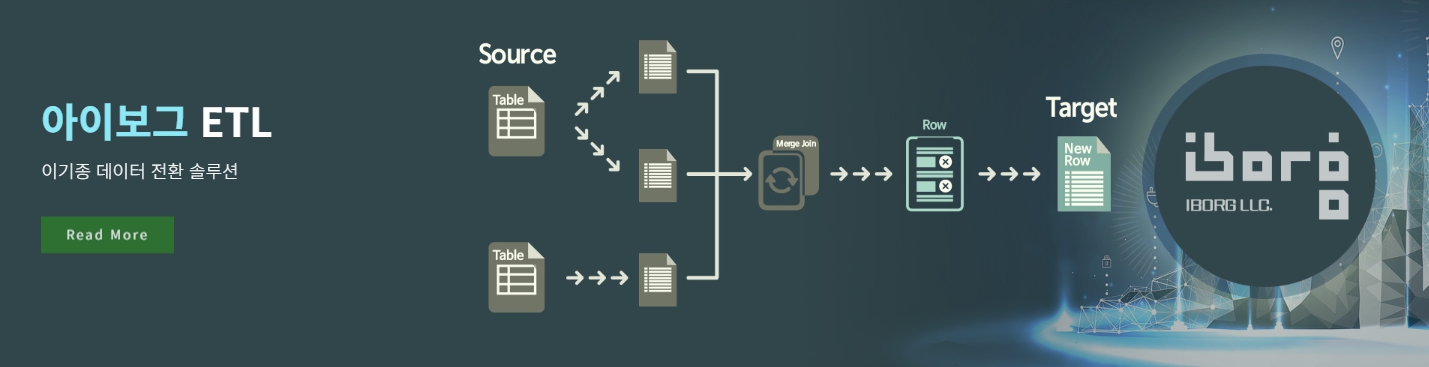 아이보그 ETL
이기종 데이터 전환 솔루션
Read More
Source
Table
Table
Merge Join
Row
Target
New
Row
iborg
IBORG LLC.